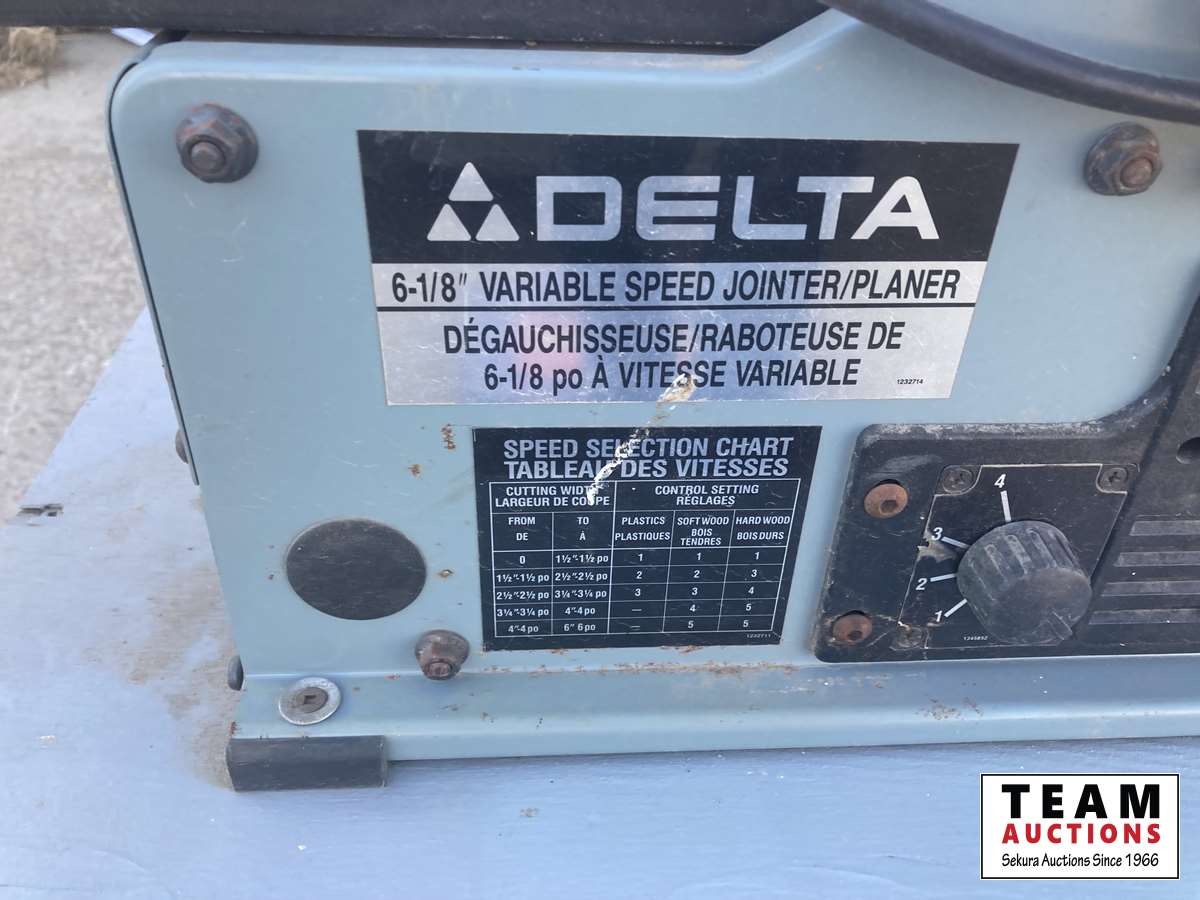 DELTA
6-1/8" VARIABLE SPEED JOINTER/PLANER
DÉGAUCHISSEUSE/RABOTEUSE DE
6-1/8 po À VITESSE VARIABLE
1232714
SPEED SELECTION CHART
TABLEAU DES VITESSES
CUTTING WIDTH CONTROL SETTING
LARGEUR DE COUPE RÉGLAGES
FROM TO PLASTICS SOFT WOOD HARD WOOD
DE À PLASTIQUES BOIS TENDRES BOIS DURS
0 1½"-1½ po 1 1 1
1½"-1½ po 2½"-2½ po 2 2 3
2½"-2½ po 3¼"-3¼ po 3 3 4
3¼"-3¼ po 4"-4 po — 4 5
4"-4 po 6" 6 po — 5 5
1232711
4
3
2
1
1345852
TEAM
AUCTIONS
Sekura Auctions Since 1966